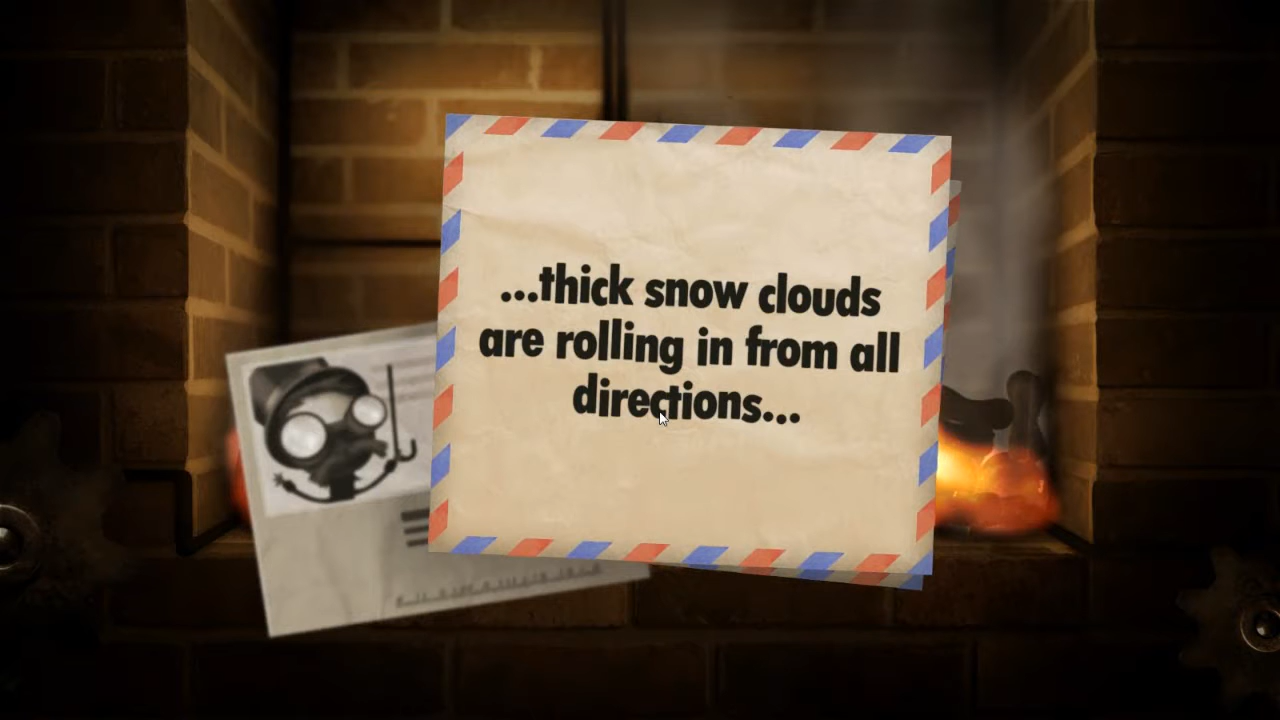 ...thick snow clouds
are rolling in from all
directions...